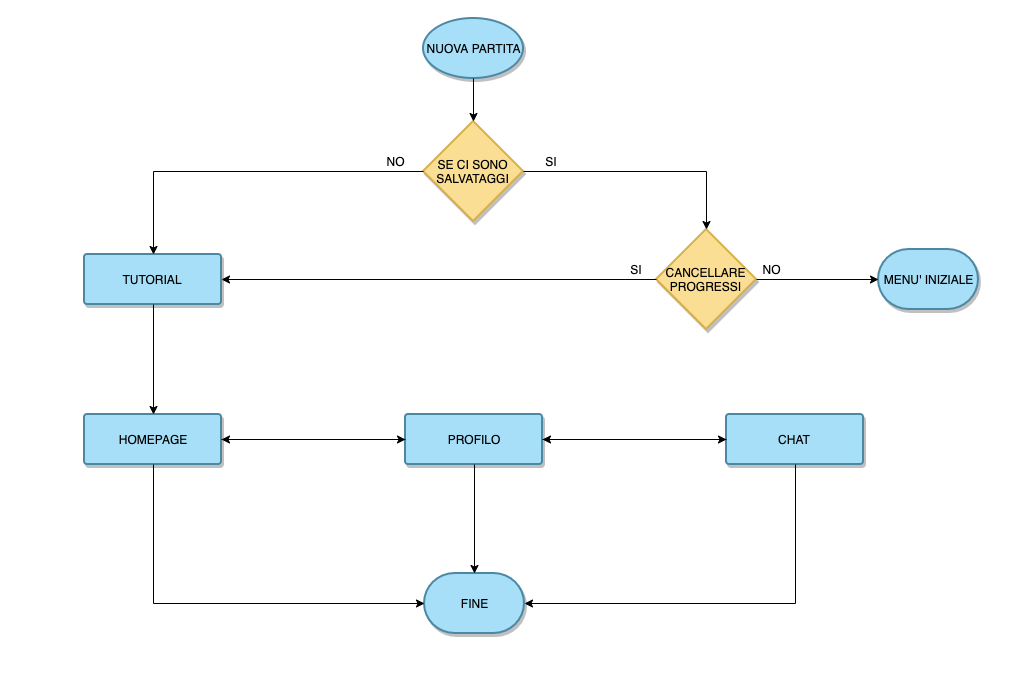 NUOVA PARTITA
NO
SE CI SONO
SALVATAGGI
SI
TUTORIAL
SI
CANCELLARE
PROGRESSI
NO
MENU' INIZIALE
HOMEPAGE
PROFILO
CHAT
FINE